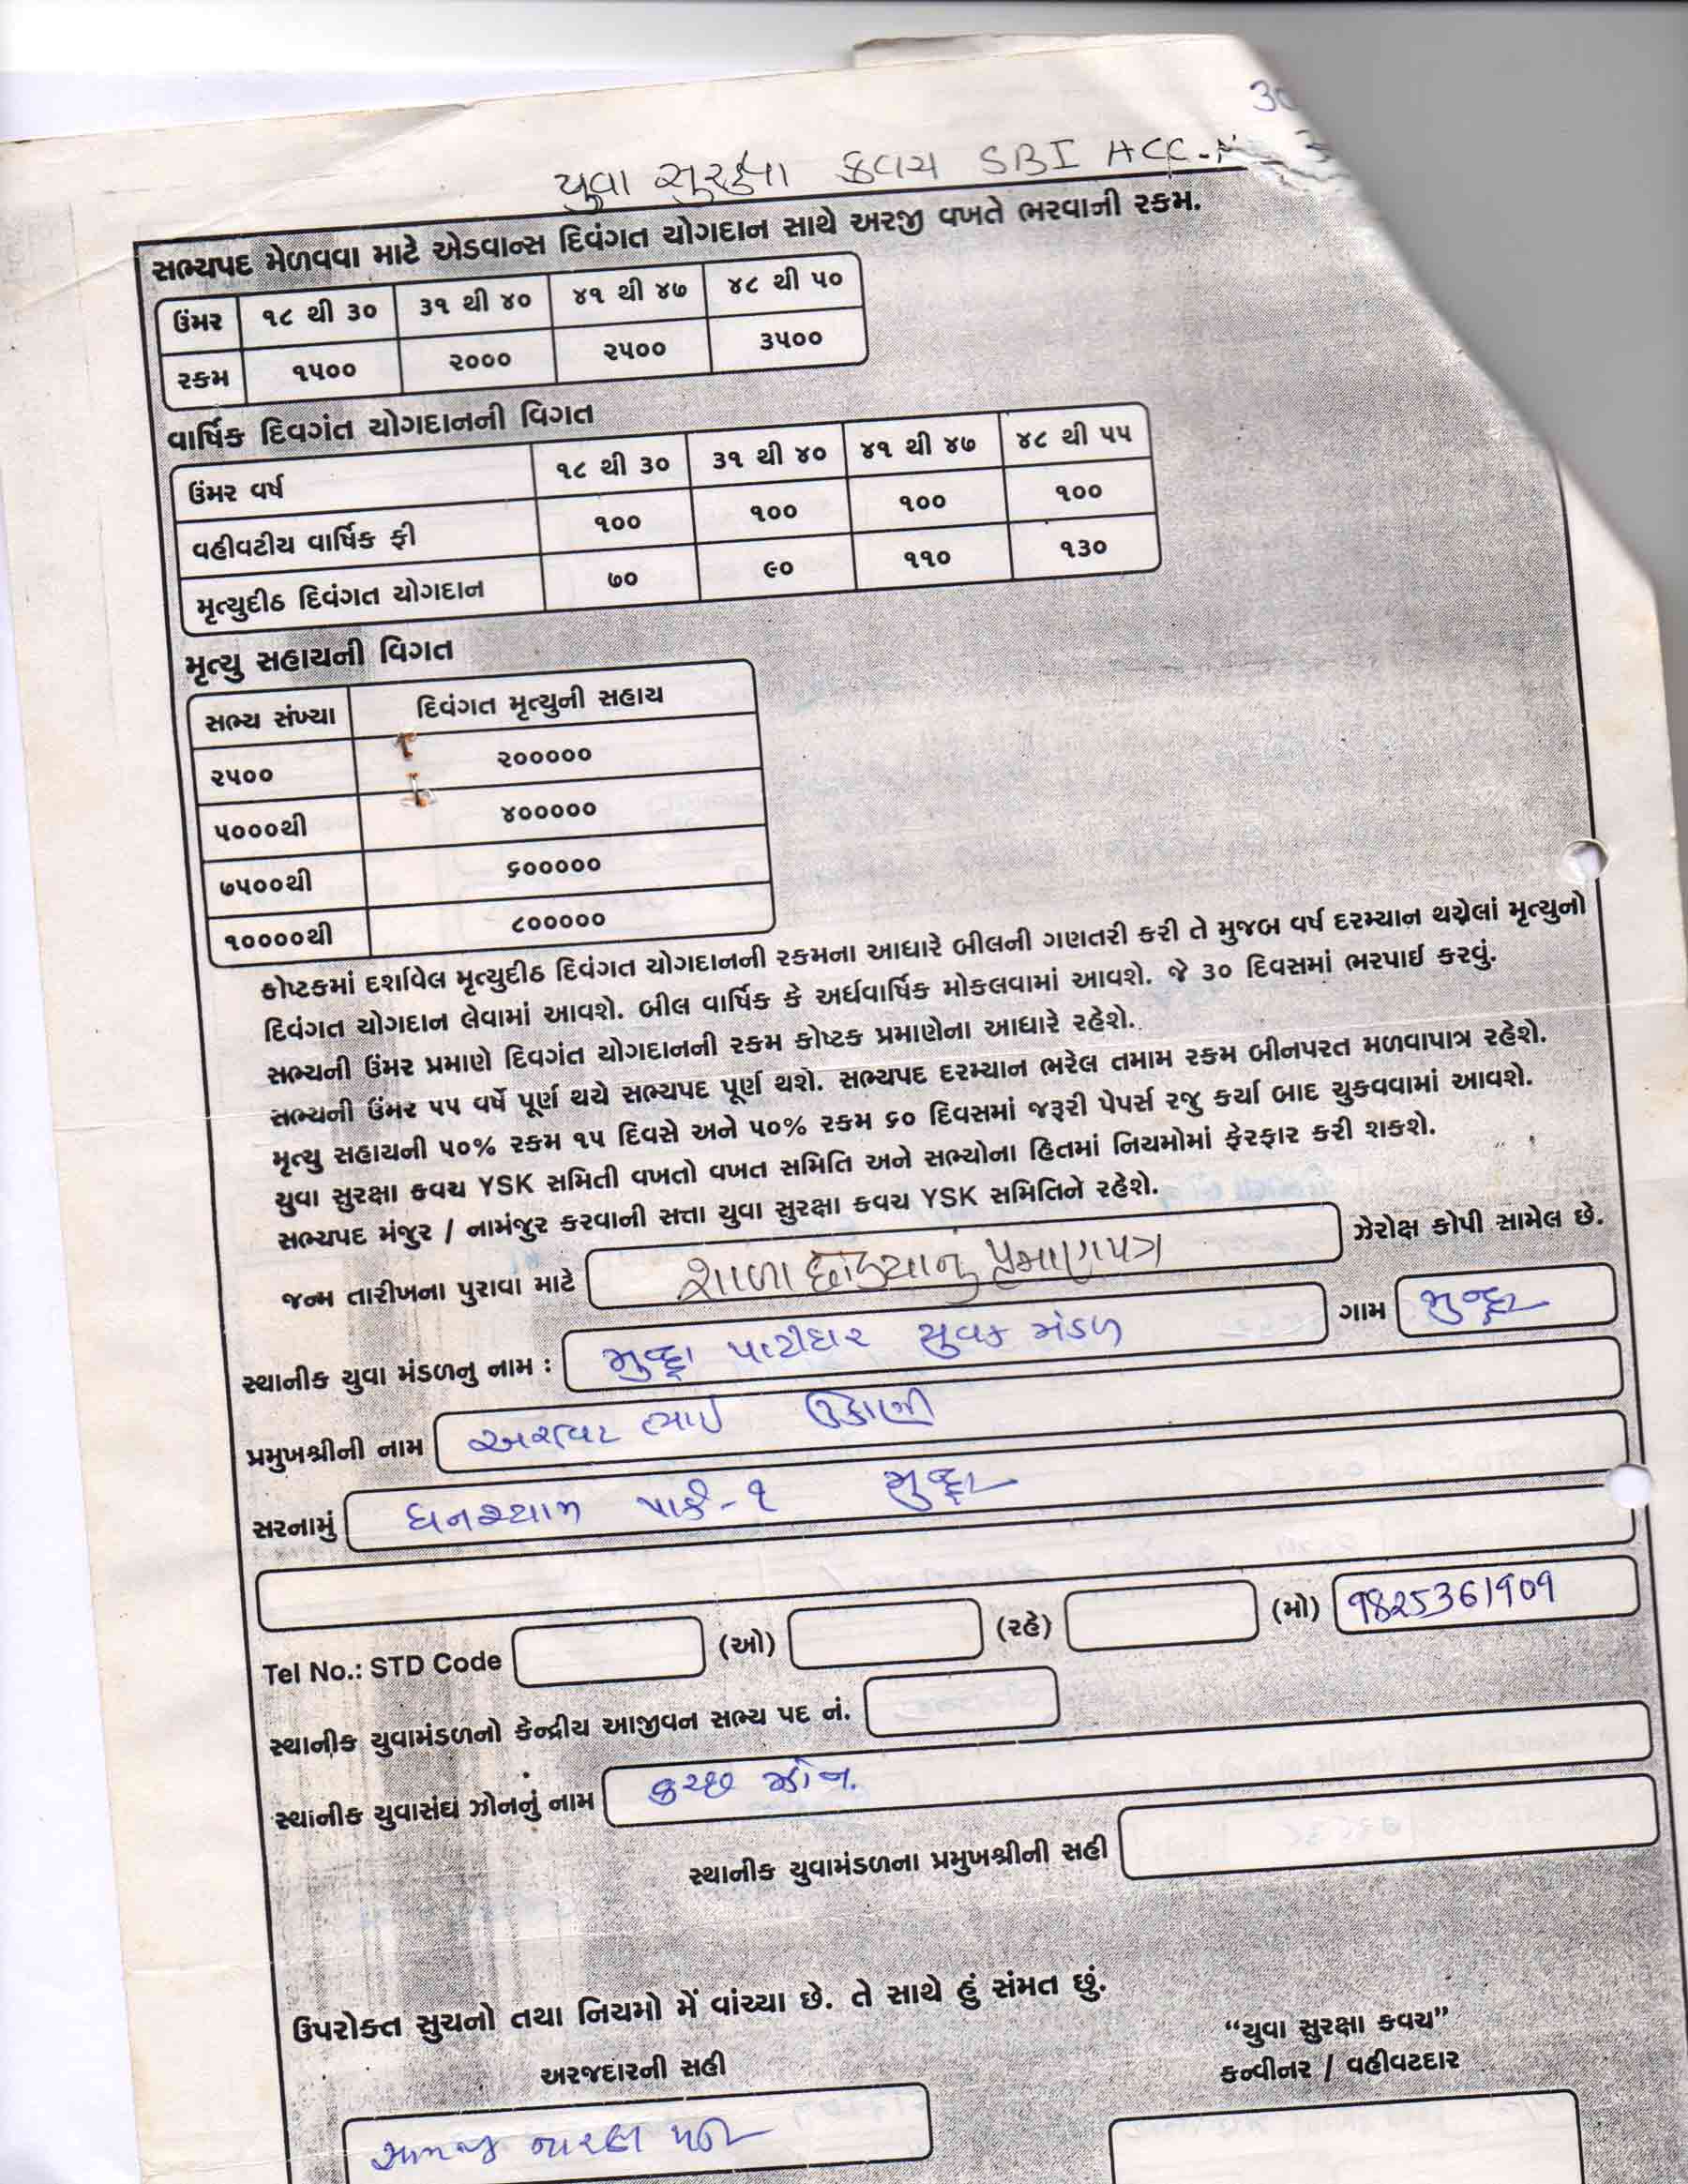 30
યુવા સુરક્ષા કવચ SBI ACC-
સભ્યપદ મેળવવા માટે એડવાન્સ દિવંગત યોગદાન સાથે અરજી વખતે ભરવાની રકમ.
ઉંમર ૧૮ થી ૩૦ ૩૧ થી ૪૦ ૪૧ થી ૪૭ ૪૮ થી ૫૦
રકમ ૧૫૦૦ ૨૦૦૦ ૨૫૦૦ ૩૫૦૦
વાર્ષિક દિવગંત યોગદાનની વિગત
ઉંમર વર્ષ ૧૮ થી ૩૦ ૩૧ થી ૪૦ ૪૧ થી ૪૭ ૪૮ થી ૫૫
વહીવટીય વાર્ષિક ફી ૧૦૦ ૧૦૦ ૧૦૦ ૧૦૦
મૃત્યુદીઠ દિવંગત યોગદાન ૭૦ ૯૦ ૧૧૦ ૧૩૦
મૃત્યુ સહાયની વિગત
સભ્ય સંખ્યા દિવંગત મૃત્યુની સહાય
૨૫૦૦ ૨૦૦૦૦૦
૫૦૦૦થી ૪૦૦૦૦૦
૭૫૦૦થી ૬૦૦૦૦૦
૧૦૦૦૦થી ૮૦૦૦૦૦
કોષ્ટકમાં દર્શાવેલ મૃત્યુદીઠ દિવંગત યોગદાનની રકમના આધારે બીલની ગણતરી કરી તે મુજબ વર્ષ દરમ્યાન થયેલાં મૃત્યુનો
દિવંગત યોગદાન લેવામાં આવશે. બીલ વાર્ષિક કે અર્ધવાર્ષિક મોકલવામાં આવશે. જે ૩૦ દિવસમાં ભરપાઈ કરવું.
સભ્યની ઉંમર પ્રમાણે દિવગંત યોગદાનની રકમ કોષ્ટક પ્રમાણેના આધારે રહેશે.
સભ્યની ઉંમર ૫૫ વર્ષે પૂર્ણ થયે સભ્યપદ પૂર્ણ થશે. સભ્યપદ દરમ્યાન ભરેલ તમામ રકમ બીનપરત મળવાપાત્ર રહેશે.
મૃત્યુ સહાયની ૫૦% રકમ ૧૫ દિવસે અને ૫૦% રકમ ૬૦ દિવસમાં જરૂરી પેપર્સ રજુ કર્યા બાદ ચુકવવામાં આવશે.
યુવા સુરક્ષા કવચ YSK સમિતી વખતો વખત સમિતિ અને સભ્યોના હિતમાં નિયમોમાં ફેરફાર કરી શકશે.
સભ્યપદ મંજુર / નામંજુર કરવાની સત્તા યુવા સુરક્ષા કવચ YSK સમિતિને રહેશે.
જન્મ તારીખના પુરાવા માટે શાળા છોડયાનુ પ્રમાણપત્ર ઝેરોક્ષ કોપી સામેલ છે.
સ્થાનીક યુવા મંડળનુ નામ : મુન્દ્રા પાટીદાર યુવક મંડળ ગામ મુન્દ્રા
પ્રમુખશ્રીની નામ ભાઇ ઉકાણી
સરનામું ઘનશ્યામ પાર્ક-૧ મુન્દ્રા
Tel No.: STD Code (ઓ) (રહે) (મો) 9825361909
સ્થાનીક યુવામંડળનો કેન્દ્રીય આજીવન સભ્ય પદ નં.
સ્થાનીક યુવાસંઘ ઝોનનું નામ કચ્છ ઝોન.
સ્થાનીક યુવામંડળના પ્રમુખશ્રીની સહી
ઉપરોક્ત સુચનો તથા નિયમો મેં વાંચ્યા છે. તે સાથે હું સંમત છું.
“યુવા સુરક્ષા કવચ”
અરજદારની સહી
કન્વીનર / વહીવટદાર